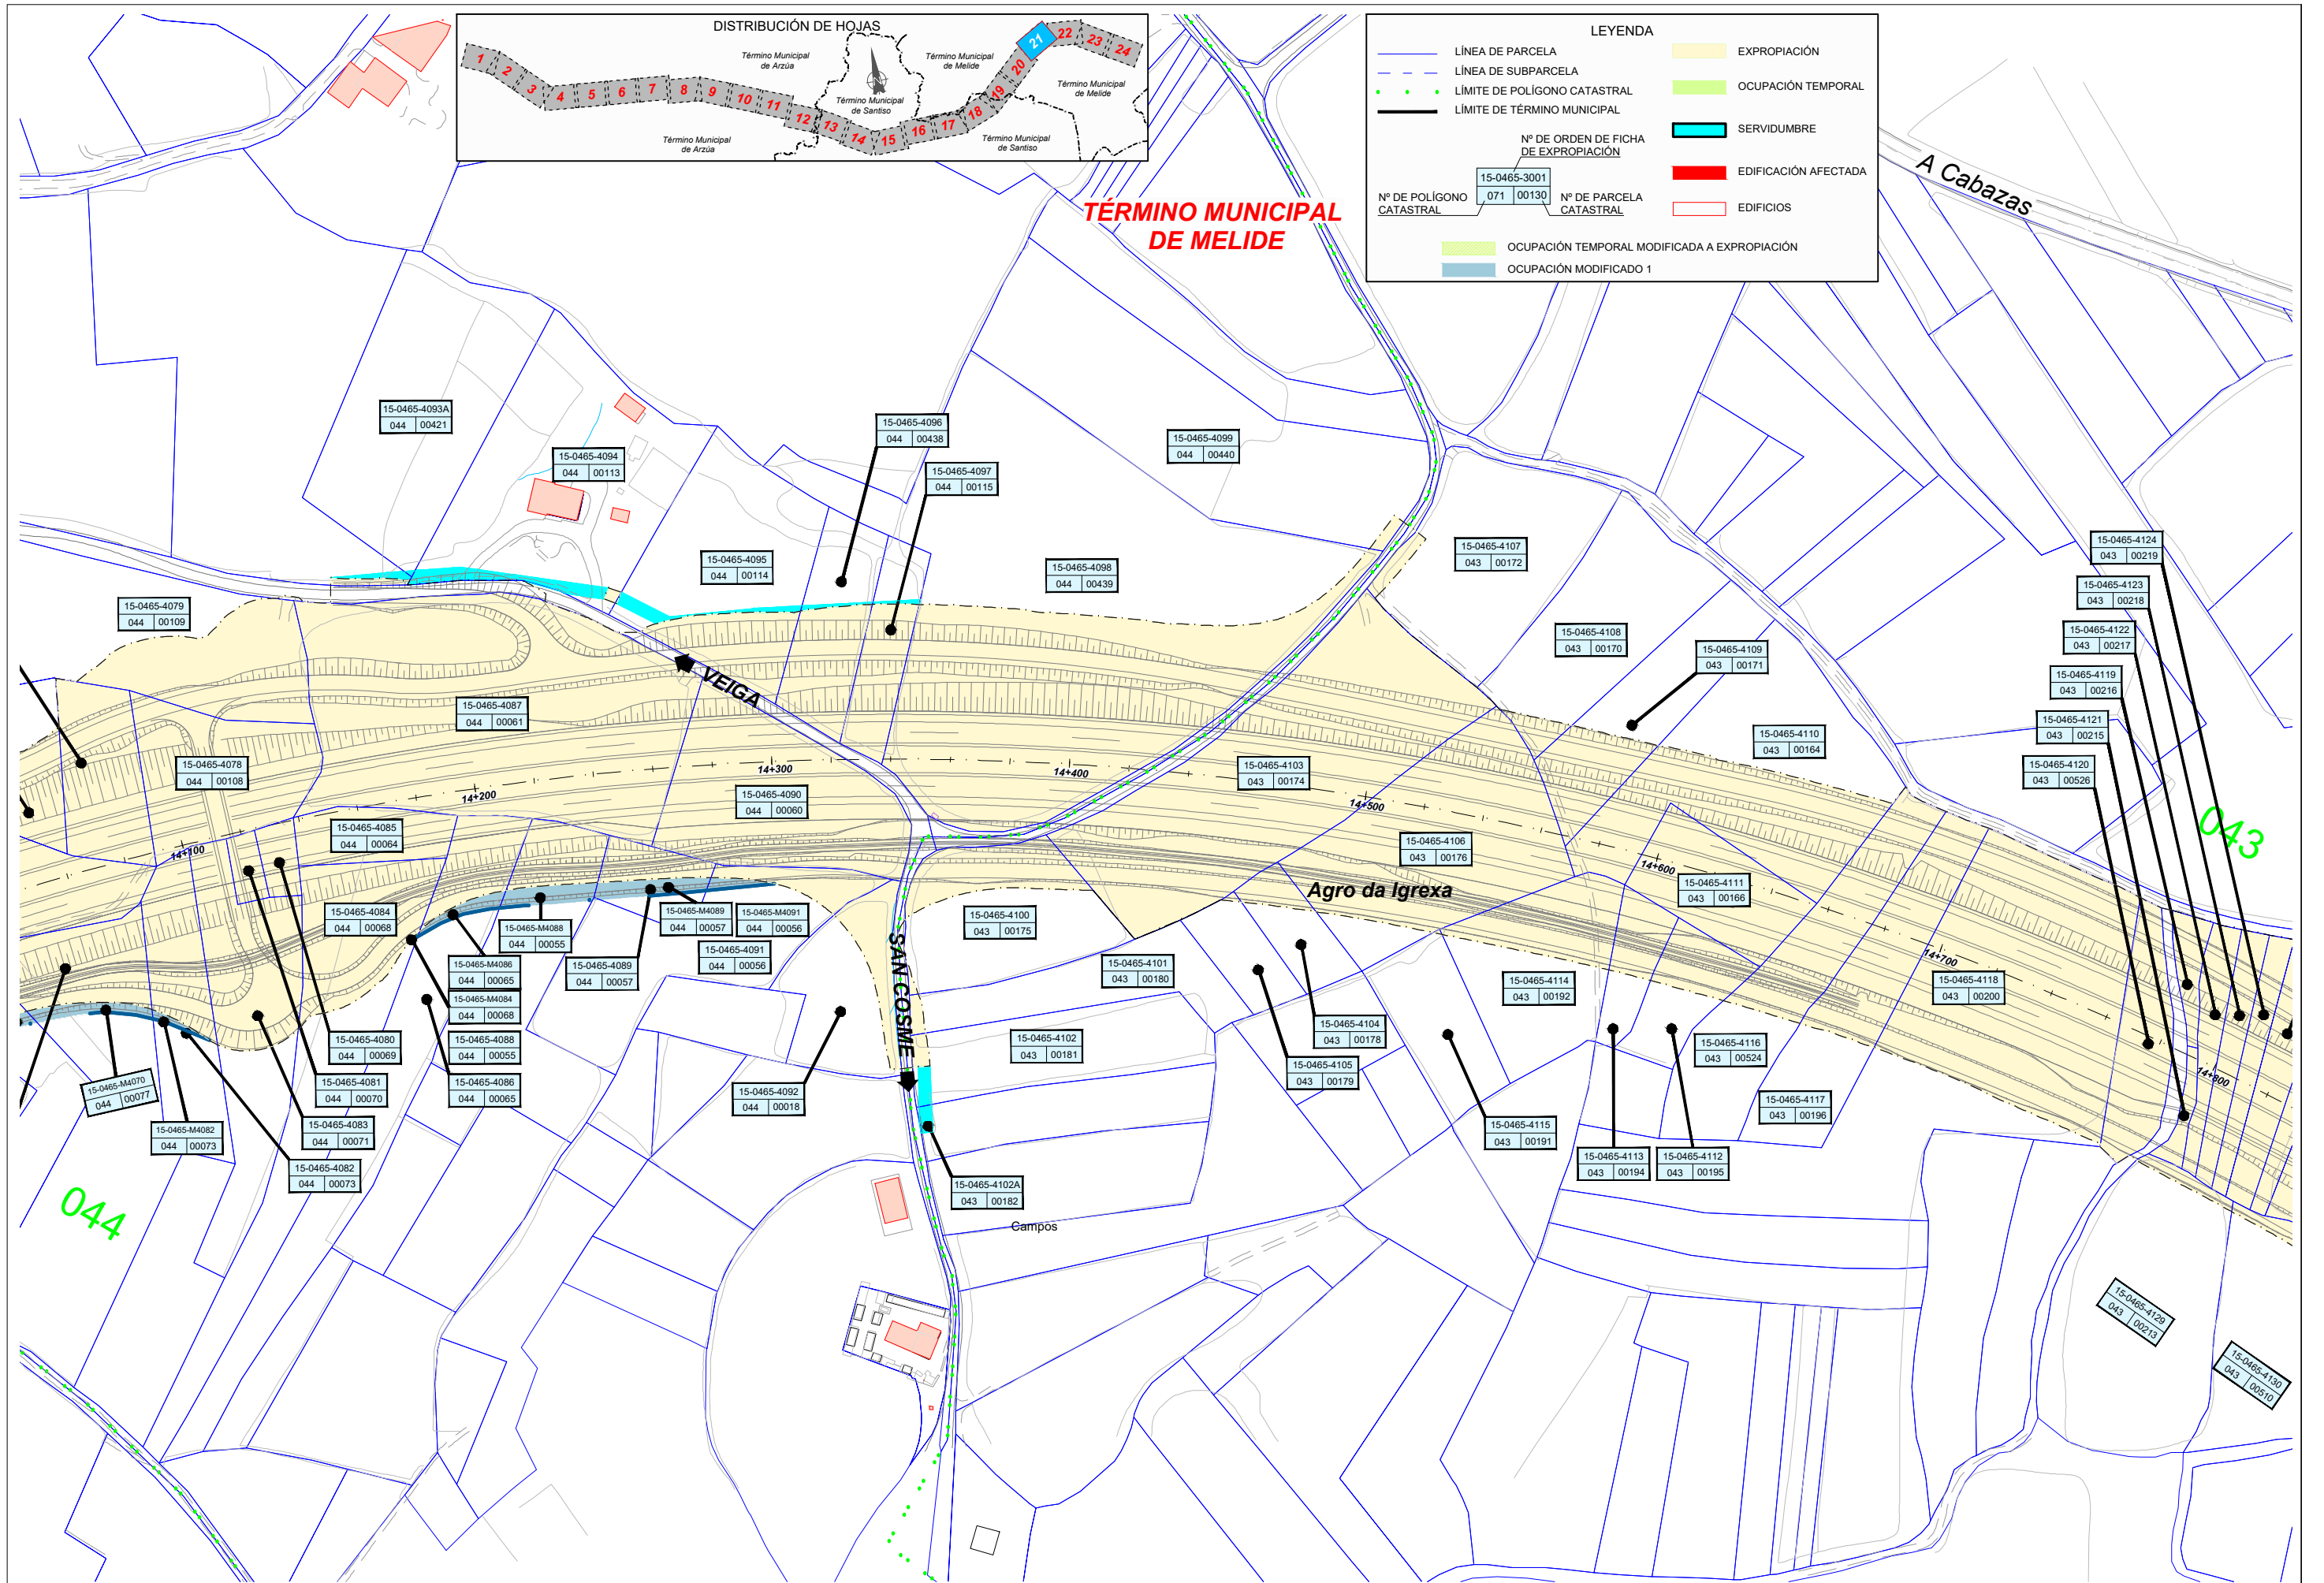 DISTRIBUCIÓN DE HOJAS
Término Municipal
de Arzúa
Término Municipal
de Melide
Término Municipal
de Santiso
Término Municipal
de Melide
Término Municipal
de Arzúa
Término Municipal
de Santiso
1 2 3 4 5 6 7 8 9 10 11 12 13 14 15 16 17 18 19 20 21 22 23 24
LEYENDA
LÍNEA DE PARCELA
LÍNEA DE SUBPARCELA
LÍMITE DE POLÍGONO CATASTRAL
LÍMITE DE TÉRMINO MUNICIPAL
EXPROPIACIÓN
OCUPACIÓN TEMPORAL
SERVIDUMBRE
EDIFICACIÓN AFECTADA
EDIFICIOS
Nº DE ORDEN DE FICHA
DE EXPROPIACIÓN
15-0465-3001
071 00130
Nº DE POLÍGONO
CATASTRAL
Nº DE PARCELA
CATASTRAL
OCUPACIÓN TEMPORAL MODIFICADA A EXPROPIACIÓN
OCUPACIÓN MODIFICADO 1
A Cabazas
TÉRMINO MUNICIPAL
DE MELIDE
15-0465-4093A
044 00421
15-0465-4094
044 00113
15-0465-4096
044 00438
15-0465-4097
044 00115
15-0465-4099
044 00440
15-0465-4095
044 00114
15-0465-4098
044 00439
15-0465-4107
043 00172
15-0465-4124
043 00219
15-0465-4123
043 00218
15-0465-4122
043 00217
15-0465-4119
043 00216
15-0465-4121
043 00215
15-0465-4120
043 00526
15-0465-4079
044 00109
15-0465-4108
043 00170
15-0465-4109
043 00171
15-0465-4110
043 00164
15-0465-4087
044 00061
VEIGA
15-0465-4078
044 00108
15-0465-4090
044 00060
15-0465-4103
043 00174
14+100
14+200
14+300
14+400
14+500
14+600
14+700
14+800
043
15-0465-4085
044 00064
15-0465-4106
043 00176
15-0465-4111
043 00166
Agro da Igrexa
15-0465-4084
044 00068
15-0465-M4088
044 00055
15-0465-M4089
044 00057
15-0465-M4091
044 00056
15-0465-4091
044 00056
15-0465-4089
044 00057
15-0465-4100
043 00175
SAN COSME
15-0465-M4086
044 00065
15-0465-M4084
044 00068
15-0465-4088
044 00055
15-0465-4086
044 00065
15-0465-4101
043 00180
15-0465-4114
043 00192
15-0465-4118
043 00200
15-0465-4080
044 00069
15-0465-4081
044 00070
15-0465-4083
044 00071
15-0465-4082
044 00073
15-0465-M4070
044 00077
15-0465-M4082
044 00073
15-0465-4092
044 00018
15-0465-4102
043 00181
15-0465-4104
043 00178
15-0465-4105
043 00179
15-0465-4116
043 00524
15-0465-4117
043 00196
15-0465-4115
043 00191
15-0465-4113
043 00194
15-0465-4112
043 00195
15-0465-4102A
043 00182
Campos
044
15-0465-4129
043 00213
15-0465-4130
043 00510